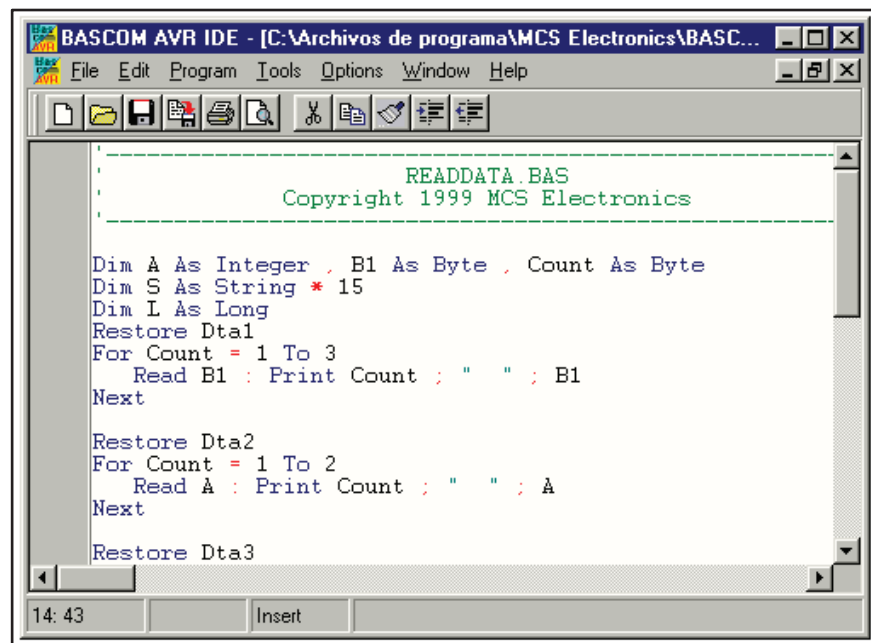 BASCOM AVR IDE - [C:\Archivos de programa\MCS Electronics\BASC...
File Edit Program Tools Options Window Help
'-----------------------------------------------------
'                       READDATA.BAS
'              Copyright 1999 MCS Electronics
'-----------------------------------------------------
Dim A As Integer , B1 As Byte , Count As Byte
Dim S As String * 15
Dim L As Long
Restore Dta1
For Count = 1 To 3
   Read B1 : Print Count ; "  " ; B1
Next
Restore Dta2
For Count = 1 To 2
   Read A : Print Count ; "  " ; A
Next
Restore Dta3
14: 43 Insert